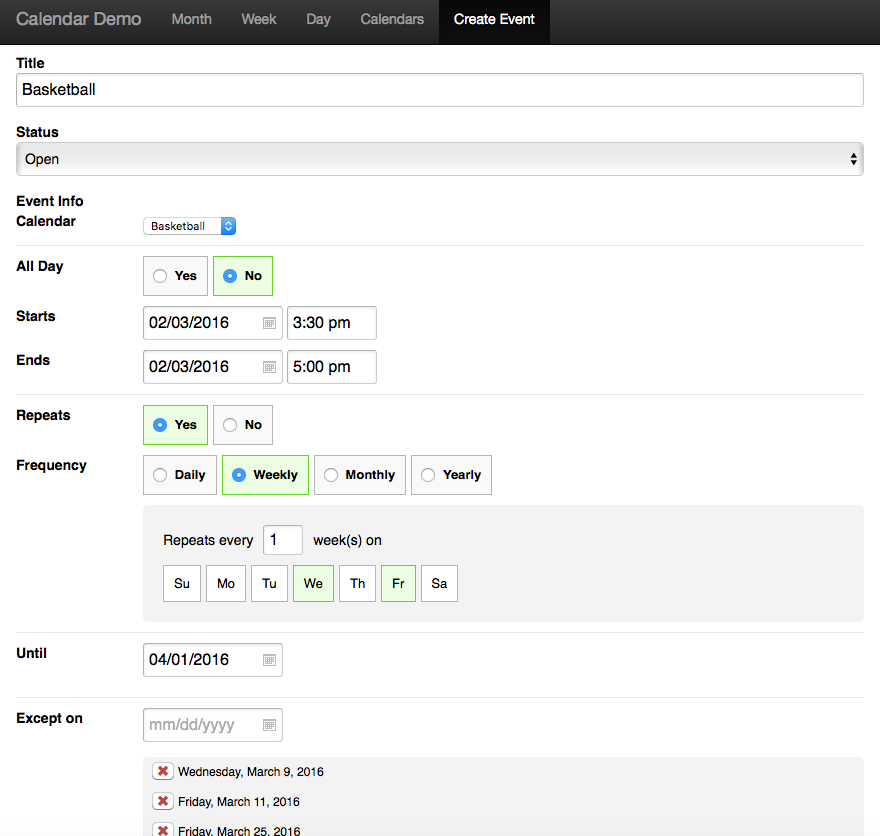 Calendar Demo Month Week Day Calendars Create Event
Title
Basketball
Status
Open
Event Info
Calendar Basketball
All Day Yes No
Starts 02/03/2016 3:30 pm
Ends 02/03/2016 5:00 pm
Repeats Yes No
Frequency Daily Weekly Monthly Yearly
Repeats every 1 week(s) on
Su Mo Tu We Th Fr Sa
Until 04/01/2016
Except on mm/dd/yyyy
Wednesday, March 9, 2016
Friday, March 11, 2016
Friday, March 25, 2016